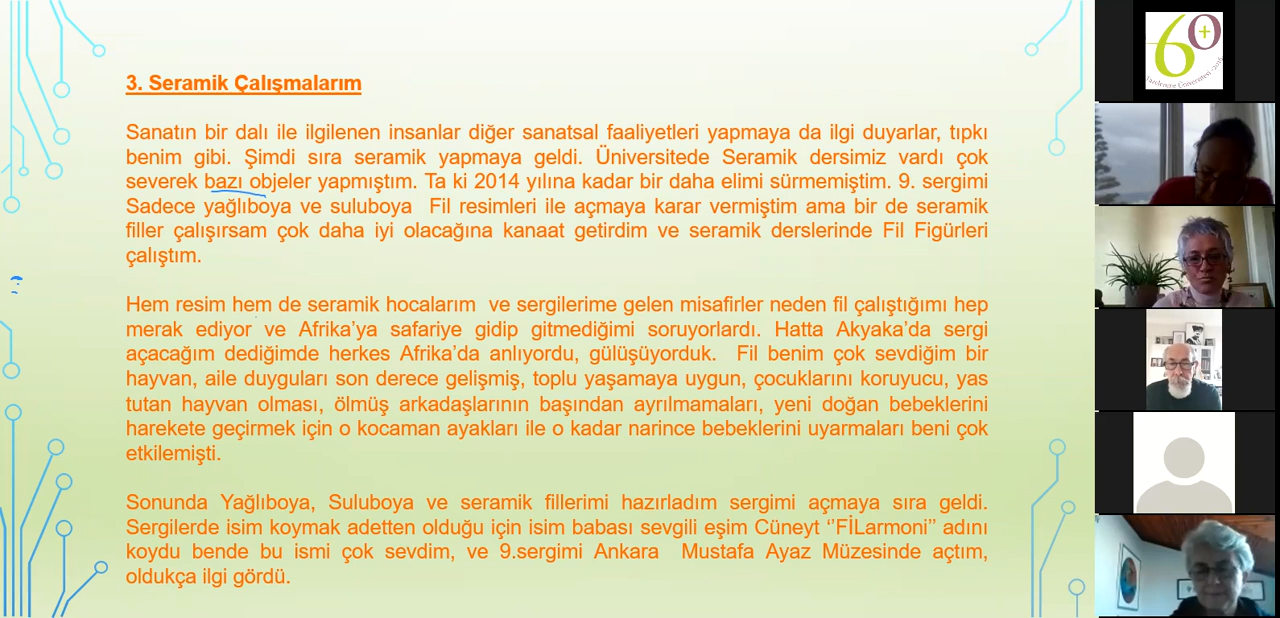 3. Seramik Çalışmalarım
Sanatın bir dalı ile ilgilenen insanlar diğer sanatsal faaliyetleri yapmaya da ilgi duyarlar, tıpkı
benim gibi. Şimdi sıra seramik yapmaya geldi. Üniversitede Seramik dersimiz vardı çok
severek bazı objeler yapmıştım. Ta ki 2014 yılına kadar bir daha elimi sürmemiştim. 9. sergimi
Sadece yağlıboya ve suluboya Fil resimleri ile açmaya karar vermiştim ama bir de seramik
filler çalışırsam çok daha iyi olacağına kanaat getirdim ve seramik derslerinde Fil Figürleri
çalıştım.
Hem resim hem de seramik hocalarım ve sergilerime gelen misafirler neden fil çalıştığımı hep
merak ediyor ve Afrika’ya safariye gidip gitmediğimi soruyorlardı. Hatta Akyaka’da sergi
açacağım dediğimde herkes Afrika’da anlıyordu, gülüşüyorduk. Fil benim çok sevdiğim bir
hayvan, aile duyguları son derece gelişmiş, toplu yaşamaya uygun, çocuklarını koruyucu, yas
tutan hayvan olması, ölmüş arkadaşlarının başından ayrılmamaları, yeni doğan bebeklerini
harekete geçirmek için o kocaman ayakları ile o kadar narince bebeklerini uyarmaları beni çok
etkilemişti.
Sonunda Yağlıboya, Suluboya ve seramik fillerimi hazırladım sergimi açmaya sıra geldi.
Sergilerde isim koymak adetten olduğu için isim babası sevgili eşim Cüneyt ‘’FİLarmoni’’ adını
koydu bende bu ismi çok sevdim, ve 9.sergimi Ankara Mustafa Ayaz Müzesinde açtım,
oldukça ilgi gördü.
60+